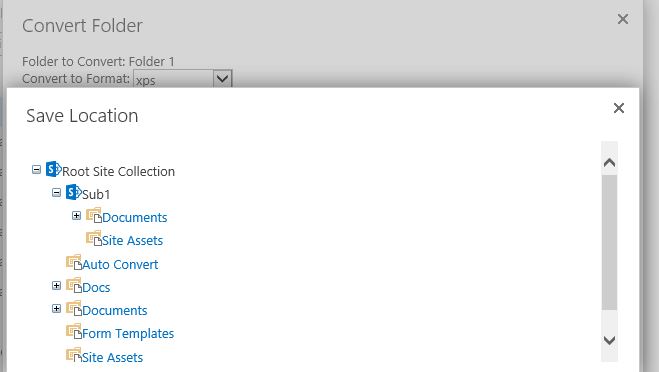 Convert Folder
Folder to Convert: Folder 1
Convert to Format: xps
Save Location
Root Site Collection
Sub1
Documents
Site Assets
Auto Convert
Docs
Documents
Form Templates
Site Assets